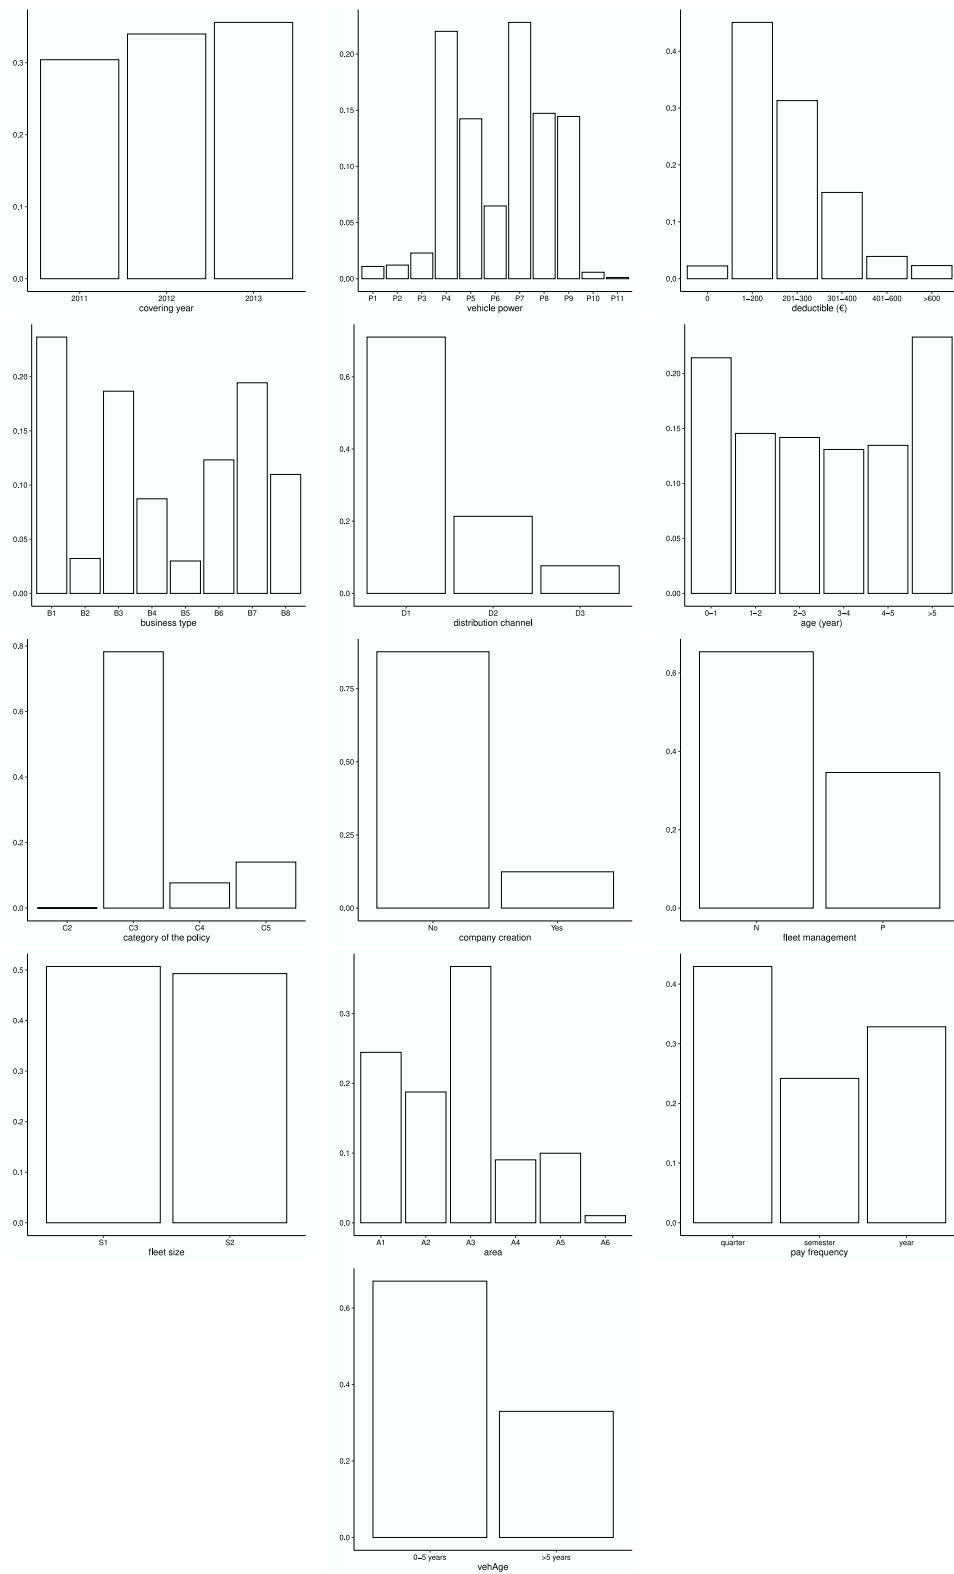 0.3
0.2
0.1
0.0
2011 2012 2013
covering year
0.20
0.15
0.10
0.05
0.00
P1 P2 P3 P4 P5 P6 P7 P8 P9 P10 P11
vehicle power
0.4
0.3
0.2
0.1
0.0
0 1−200 201−300 301−400 401−600 >600
deductible (€)
0.20
0.15
0.10
0.05
0.00
B1 B2 B3 B4 B5 B6 B7 B8
business type
0.6
0.4
0.2
0.0
D1 D2 D3
distribution channel
0.20
0.15
0.10
0.05
0.00
0−1 1−2 2−3 3−4 4−5 >5
age (year)
0.8
0.6
0.4
0.2
0.0
C2 C3 C4 C5
category of the policy
0.75
0.50
0.25
0.00
No Yes
company creation
0.6
0.4
0.2
0.0
N P
fleet management
0.5
0.4
0.3
0.2
0.1
0.0
S1 S2
fleet size
0.3
0.2
0.1
0.0
A1 A2 A3 A4 A5 A6
area
0.4
0.3
0.2
0.1
0.0
quarter semester year
pay frequency
0.6
0.4
0.2
0.0
0−5 years >5 years
vehAge